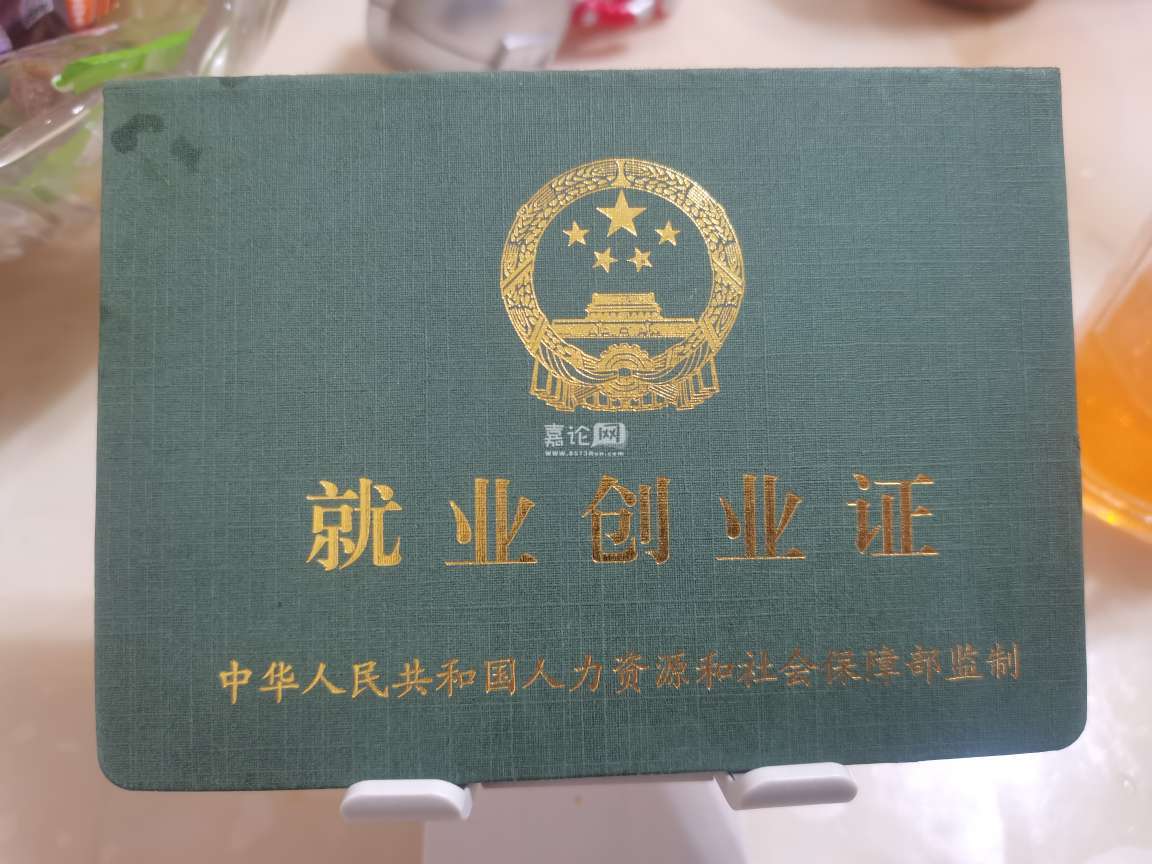 嘉论网
就业创业证
中华人民共和国人力资源和社会保障部监制